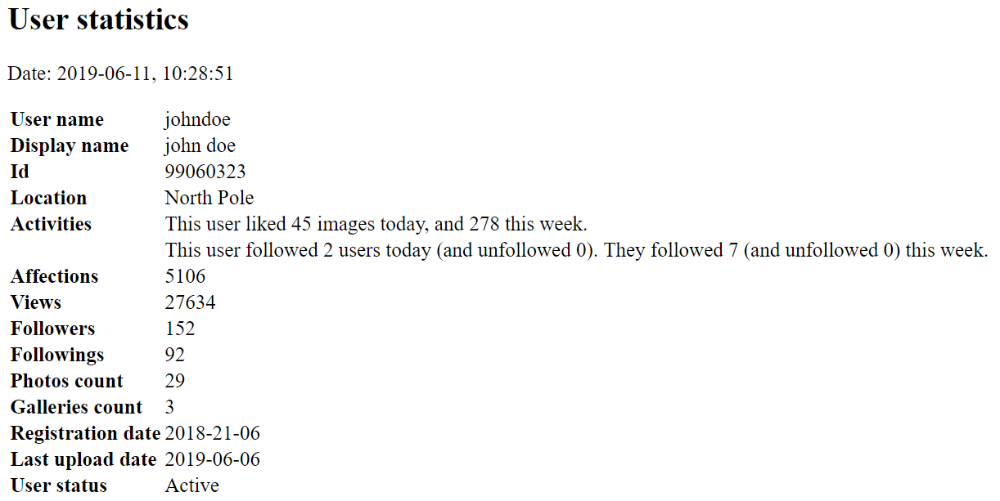 User statistics
Date: 2019-06-11, 10:28:51
User name johndoe
Display name john doe
Id 99060323
Location North Pole
Activities This user liked 45 images today, and 278 this week.
This user followed 2 users today (and unfollowed 0). They followed 7 (and unfollowed 0) this week.
Affections 5106
Views 27634
Followers 152
Followings 92
Photos count 29
Galleries count 3
Registration date 2018-21-06
Last upload date 2019-06-06
User status Active